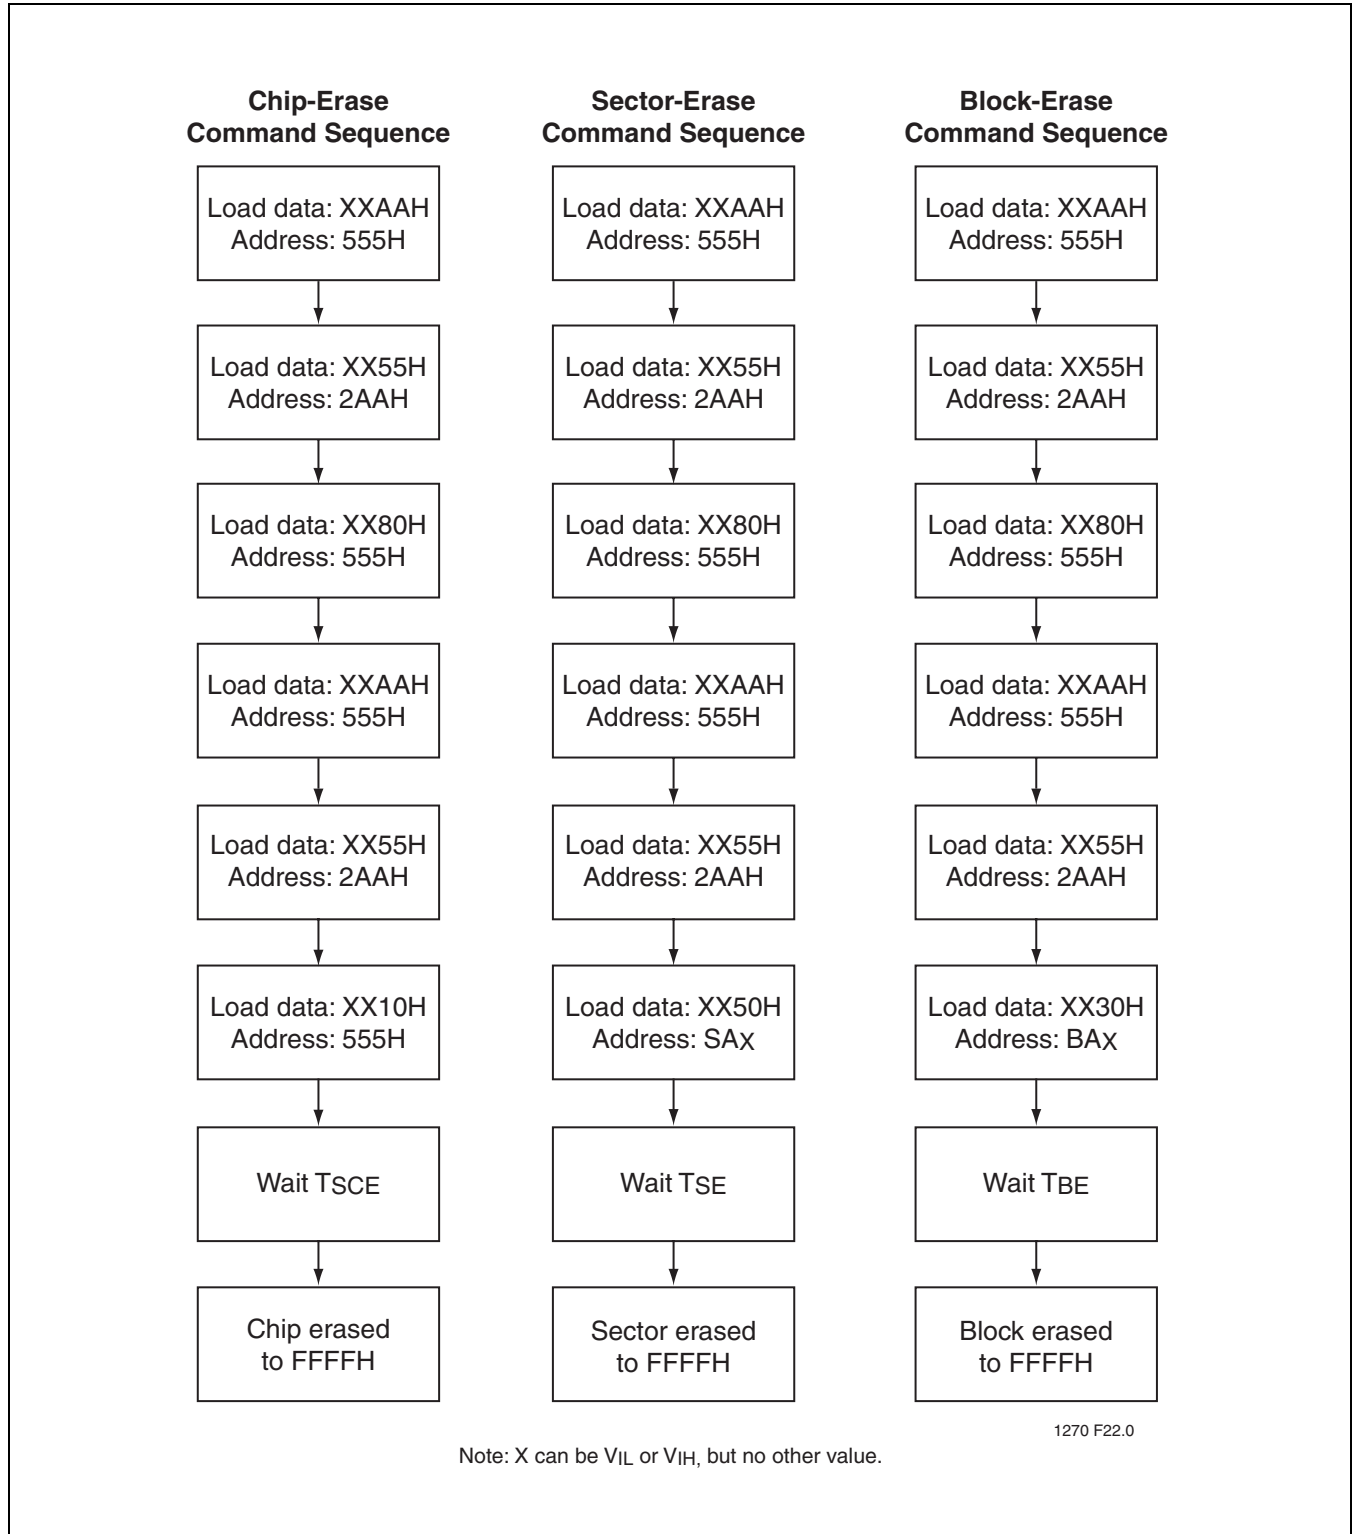 Chip-Erase
Command Sequence
Load data: XXAAH
Address: 555H
Load data: XX55H
Address: 2AAH
Load data: XX80H
Address: 555H
Load data: XXAAH
Address: 555H
Load data: XX55H
Address: 2AAH
Load data: XX10H
Address: 555H
Wait TSCE
Chip erased
to FFFFH
Sector-Erase
Command Sequence
Load data: XXAAH
Address: 555H
Load data: XX55H
Address: 2AAH
Load data: XX80H
Address: 555H
Load data: XXAAH
Address: 555H
Load data: XX55H
Address: 2AAH
Load data: XX50H
Address: SAX
Wait TSE
Sector erased
to FFFFH
Block-Erase
Command Sequence
Load data: XXAAH
Address: 555H
Load data: XX55H
Address: 2AAH
Load data: XX80H
Address: 555H
Load data: XXAAH
Address: 555H
Load data: XX55H
Address: 2AAH
Load data: XX30H
Address: BAX
Wait TBE
Block erased
to FFFFH
1270 F22.0
Note: X can be VIL or VIH, but no other value.